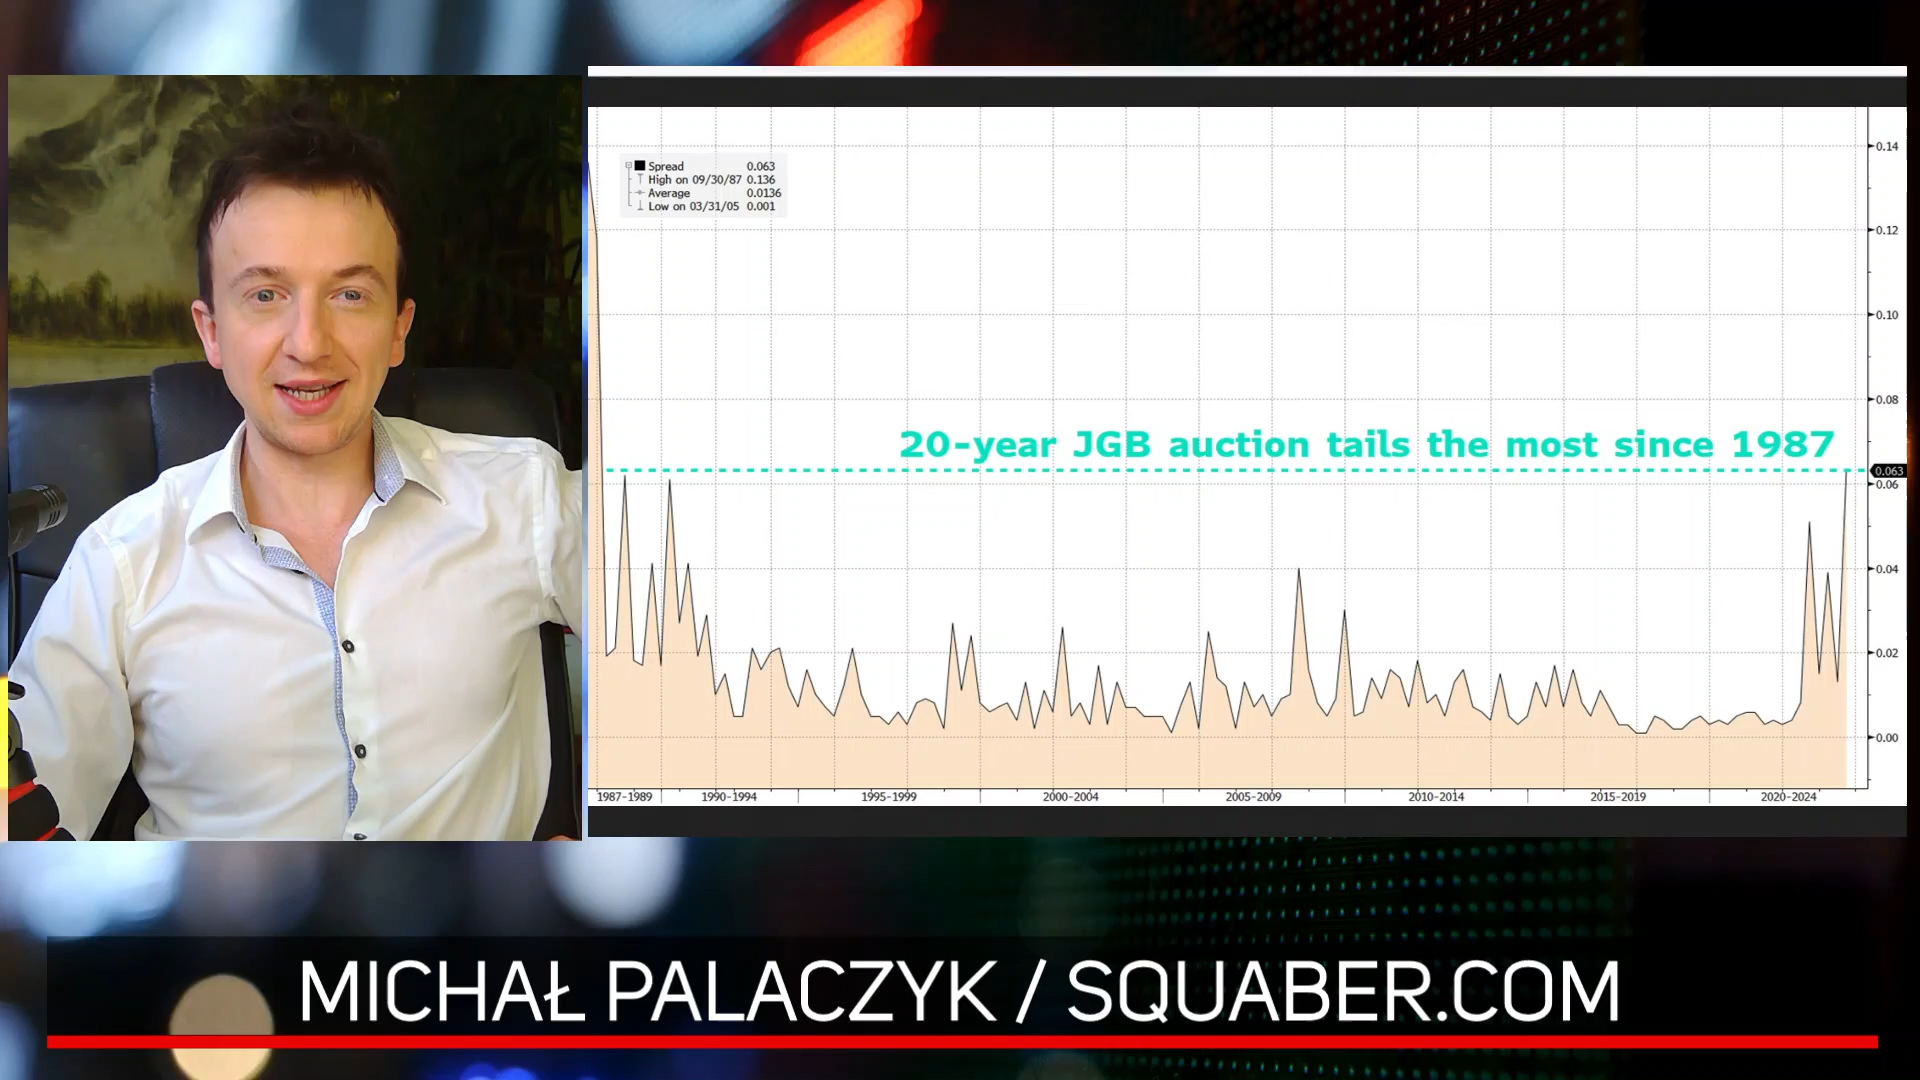 Spread 0.063
High on 09/30/87 0.136
Average 0.0136
Low on 03/31/05 0.001
0.14
0.12
0.10
0.08
20-year JGB auction tails the most since 1987
0.063
0.06
0.04
0.02
0.00
1987-1989 1990-1994 1995-1999 2000-2004 2005-2009 2010-2014 2015-2019 2020-2024
MICHAŁ PALACZYK / SQUABER.COM